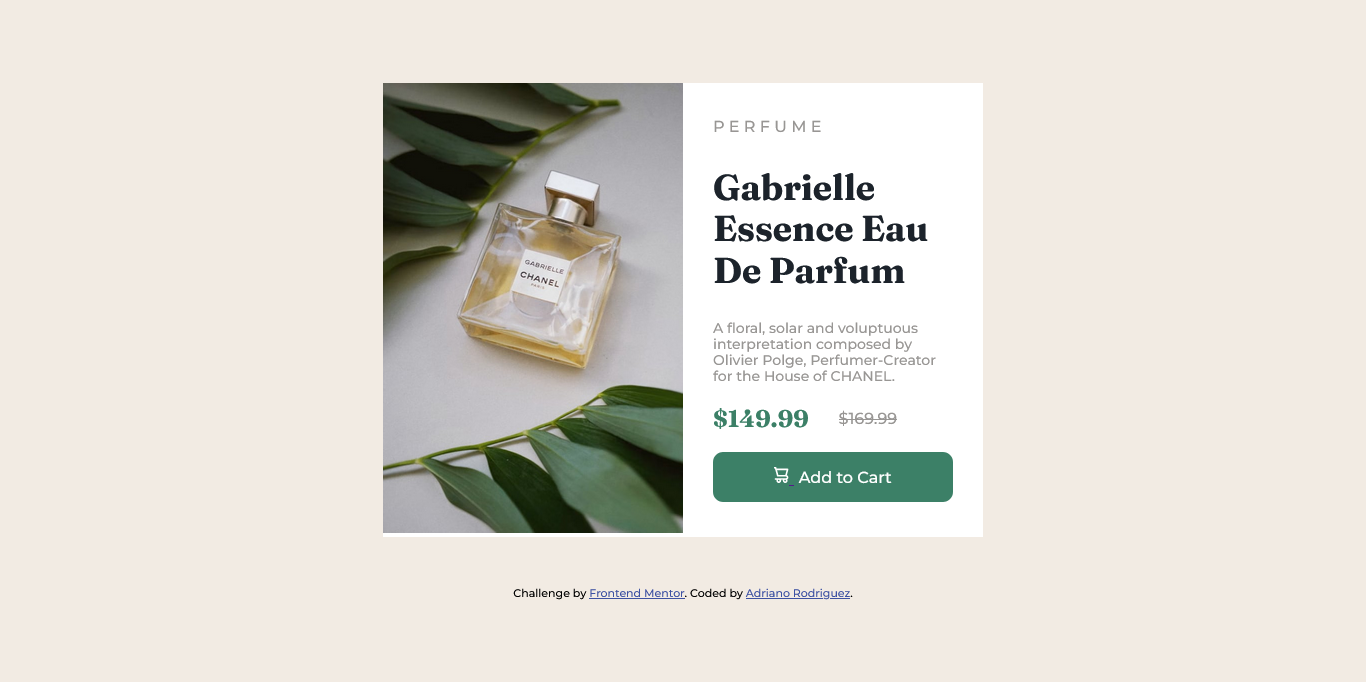 PERFUME
Gabrielle
Essence Eau
De Parfum
GABRIELLE
CHANEL
PARIS
A floral, solar and voluptuous
interpretation composed by
Olivier Polge, Perfumer-Creator
for the House of CHANEL.
$149.99 $169.99
Add to Cart
Challenge by Frontend Mentor. Coded by Adriano Rodriguez.